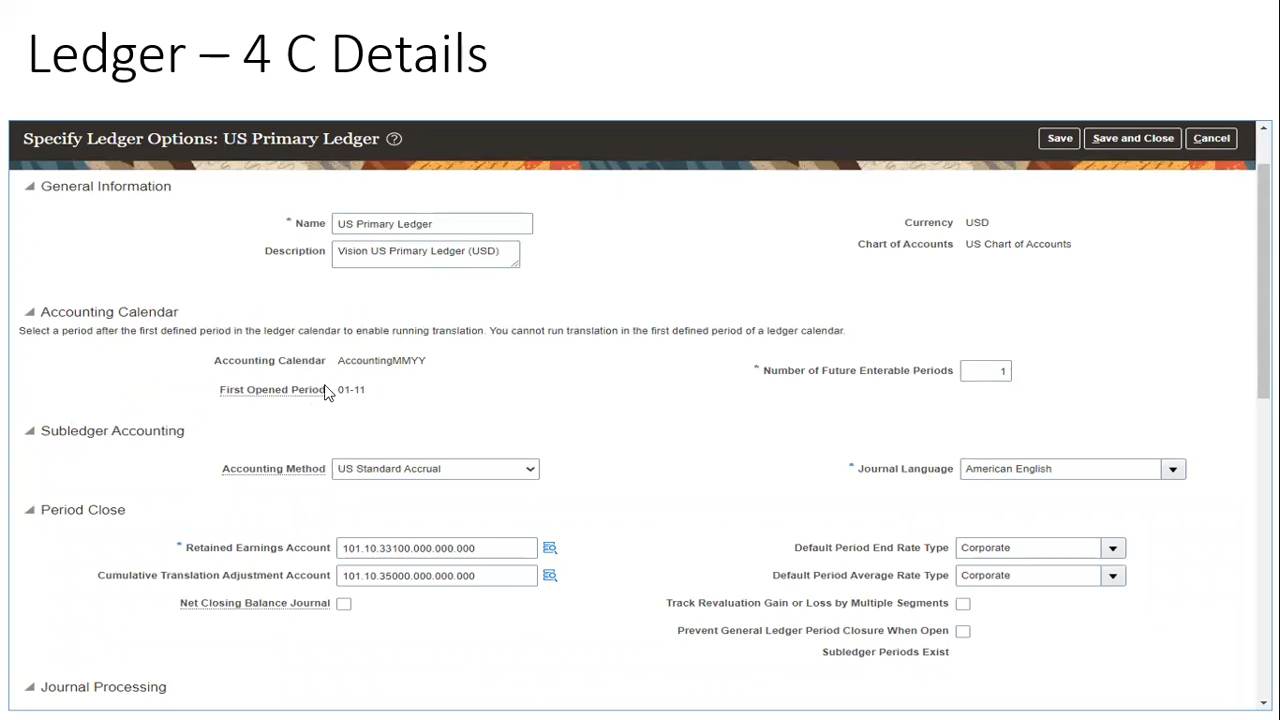 Ledger – 4 C Details
Specify Ledger Options: US Primary Ledger ?
Save
Save and Close
Cancel
General Information
* Name US Primary Ledger
Currency USD
Description Vision US Primary Ledger (USD)
Chart of Accounts US Chart of Accounts
Accounting Calendar
Select a period after the first defined period in the ledger calendar to enable running translation. You cannot run translation in the first defined period of a ledger calendar.
Accounting Calendar AccountingMMYY
* Number of Future Enterable Periods 1
First Opened Period 01-11
Subledger Accounting
Accounting Method US Standard Accrual
* Journal Language American English
Period Close
* Retained Earnings Account 101.10.33100.000.000.000
Default Period End Rate Type Corporate
Cumulative Translation Adjustment Account 101.10.35000.000.000.000
Default Period Average Rate Type Corporate
Net Closing Balance Journal
Track Revaluation Gain or Loss by Multiple Segments
Prevent General Ledger Period Closure When Open
Subledger Periods Exist
Journal Processing